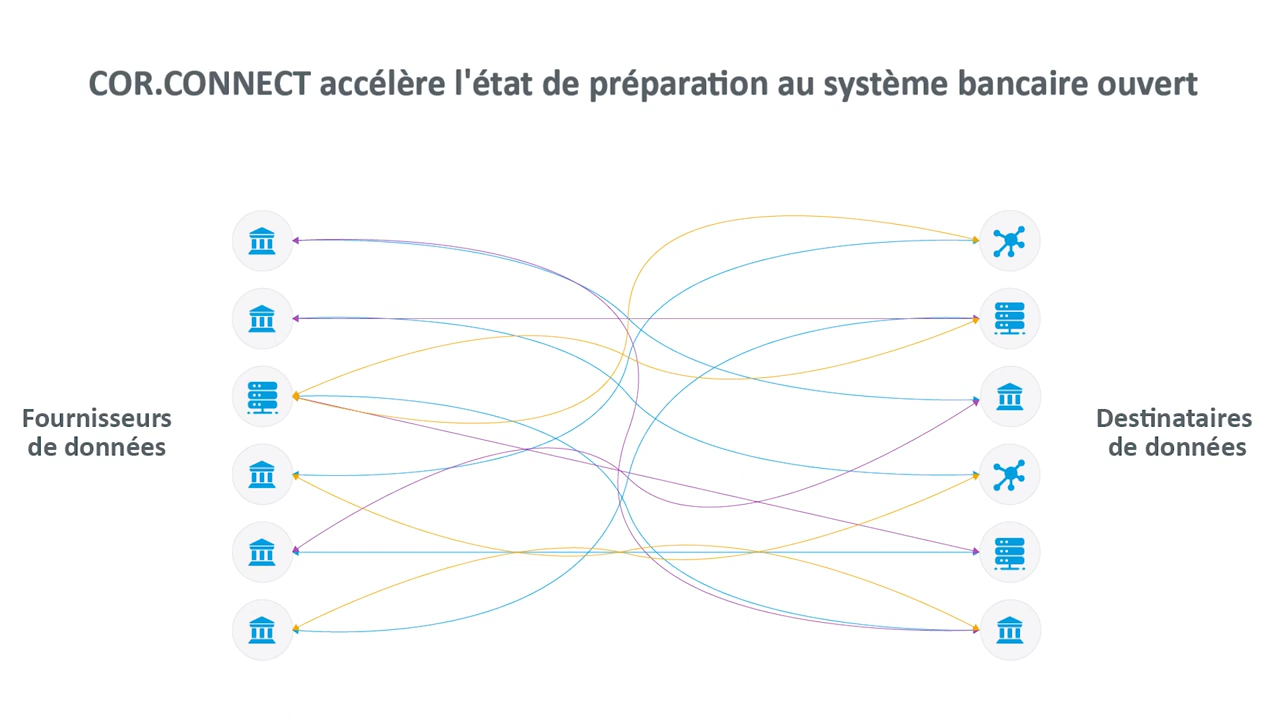 COR.CONNECT accélère l'état de préparation au système bancaire ouvert
Fournisseurs
de données
Destinataires
de données